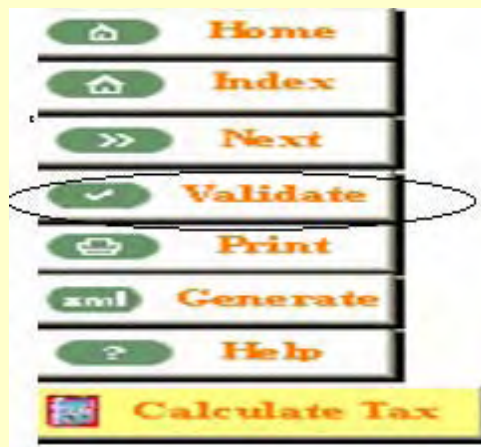 Home
Index
Next
Validate
Print
xml Generate
? Help
Calculate Tax